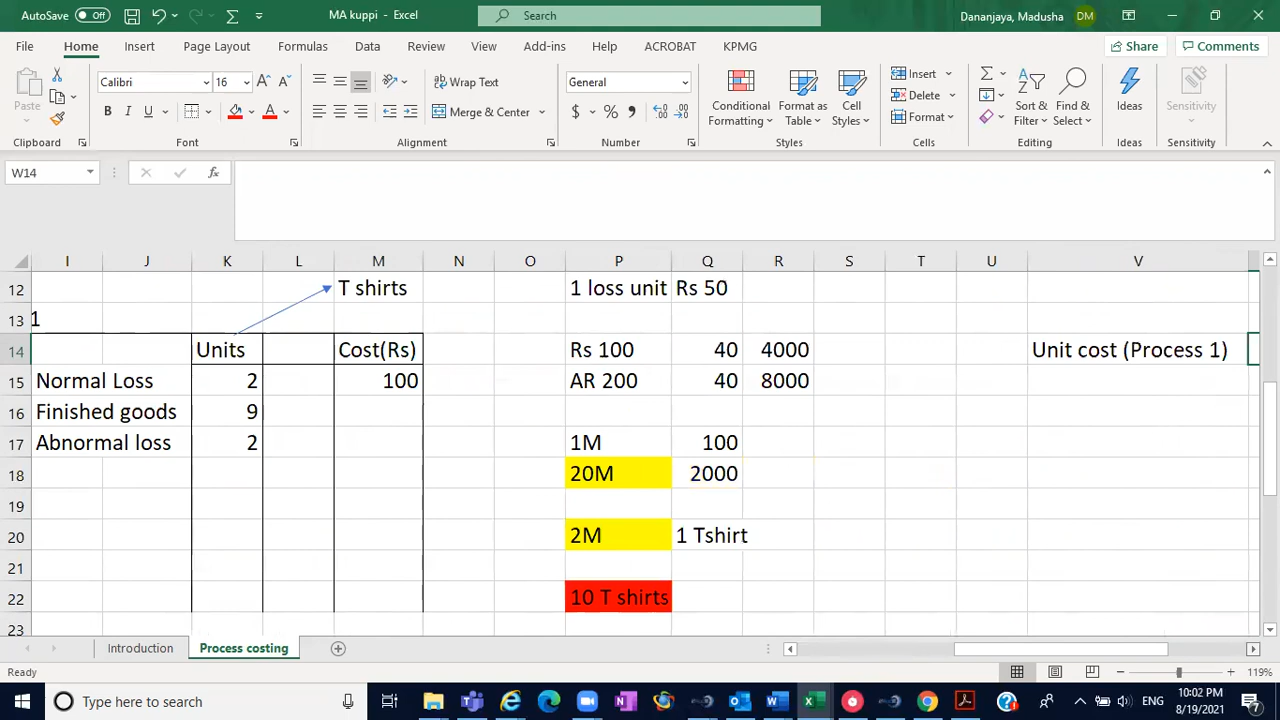 AutoSave Off MA kuppi - Excel Search Dananjaya, Madusha DM
File Home Insert Page Layout Formulas Data Review View Add-ins Help ACROBAT KPMG Share Comments
Paste Calibri 16 A A Wrap Text General Conditional Formatting Format as Table Cell Styles Insert Sort & Filter Find & Select Ideas Sensitivity
B I U A Merge & Center $ % , Delete
Format
Clipboard Font Alignment Number Styles Cells Editing Ideas Sensitivity
W14 fx
I J K L M N O P Q R S T U V
12 T shirts 1 loss unit Rs 50
13 1
14 Units Cost(Rs) Rs 100 40 4000 Unit cost (Process 1)
15 Normal Loss 2 100 AR 200 40 8000
16 Finished goods 9
17 Abnormal loss 2 1M 100
18 20M 2000
19
20 2M 1 Tshirt
21
22 10 T shirts
23
Introduction Process costing
Ready 119%
Type here to search ENG 10:02 PM
8/19/2021 7